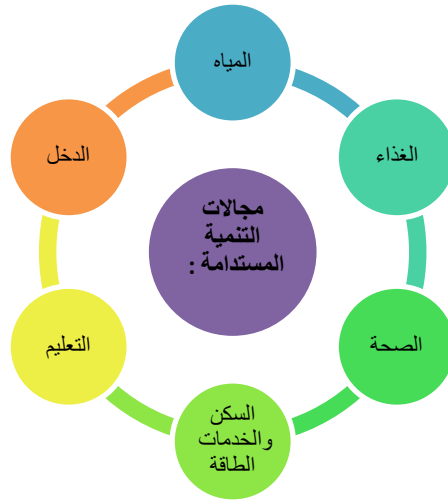 مجالات
التنمية
المستدامة :
المياه
الغذاء
الصحة
السكن
والخدمات
الطاقة
التعليم
الدخل